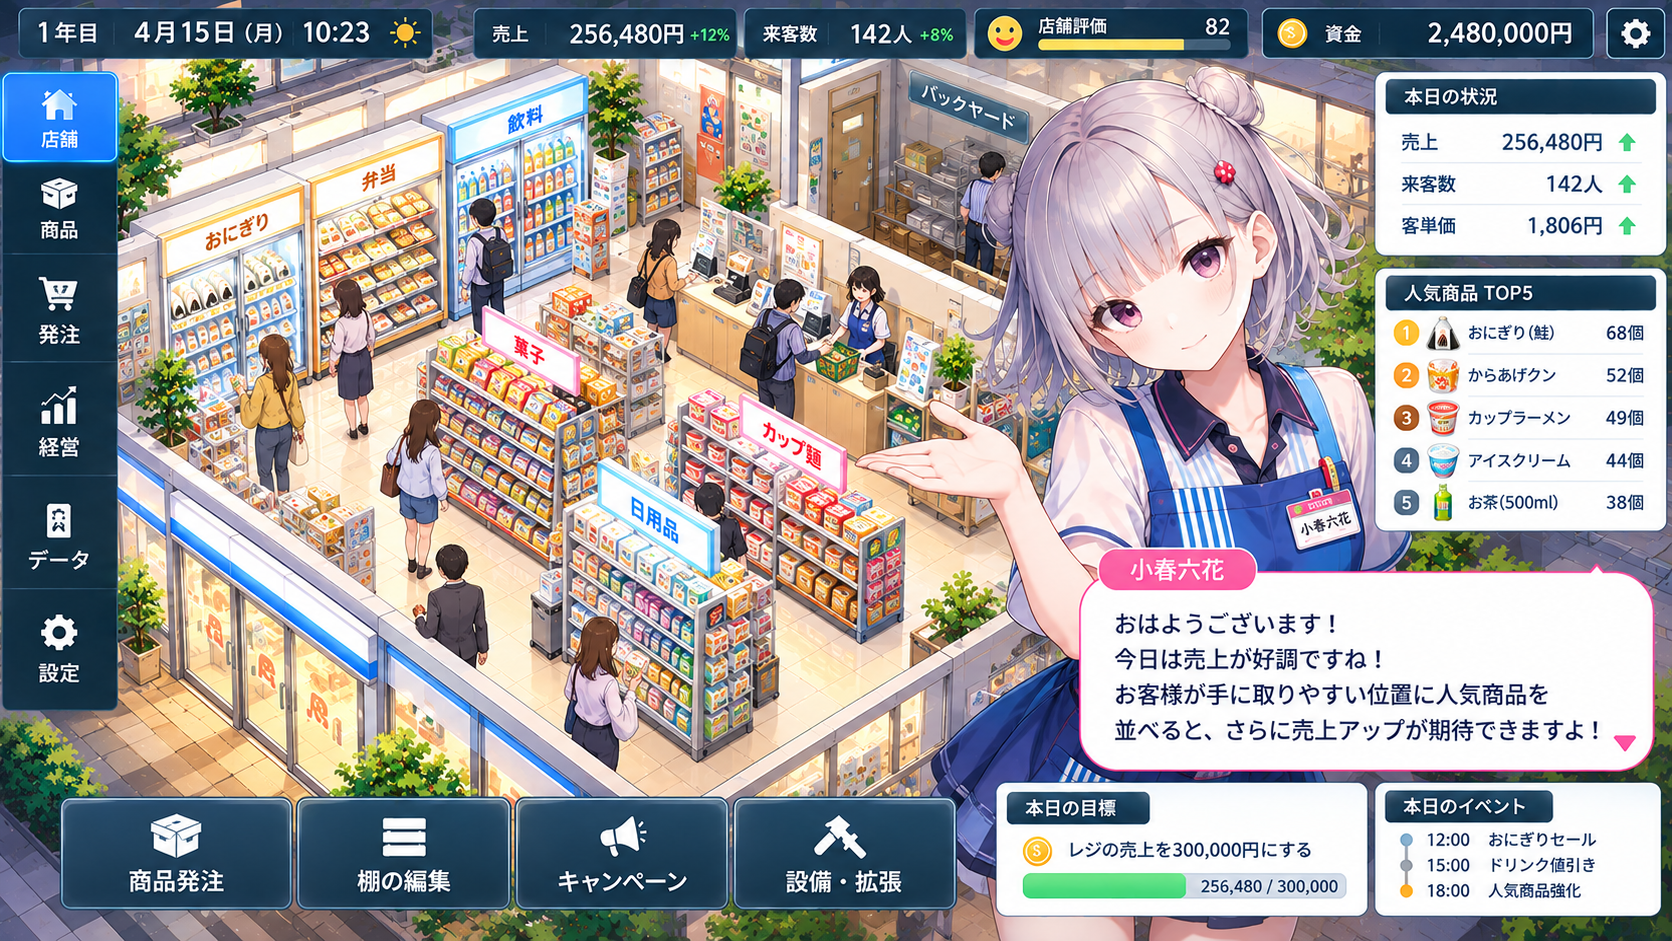 1年目
4月15日(月)
10:23
売上
256,480円
+12%
来客数
142人
+8%
店舗評価
82
資金
2,480,000円
店舗
商品
発注
経営
データ
設定
おにぎり
弁当
飲料
バックヤード
菓子
カップ麺
日用品
本日の状況
売上
256,480円
来客数
142人
客単価
1,806円
人気商品 TOP5
1
おにぎり(鮭)
68個
2
からあげクン
52個
3
カップラーメン
49個
4
アイスクリーム
44個
5
お茶(500ml)
38個
小春六花
小春六花
おはようございます!
今日は売上が好調ですね!
お客様が手に取りやすい位置に人気商品を
並べると、さらに売上アップが期待できますよ!
商品発注
棚の編集
キャンペーン
設備・拡張
本日の目標
レジの売上を300,000円にする
256,480 / 300,000
本日のイベント
12:00 おにぎりセール
15:00 ドリンク値引き
18:00 人気商品強化